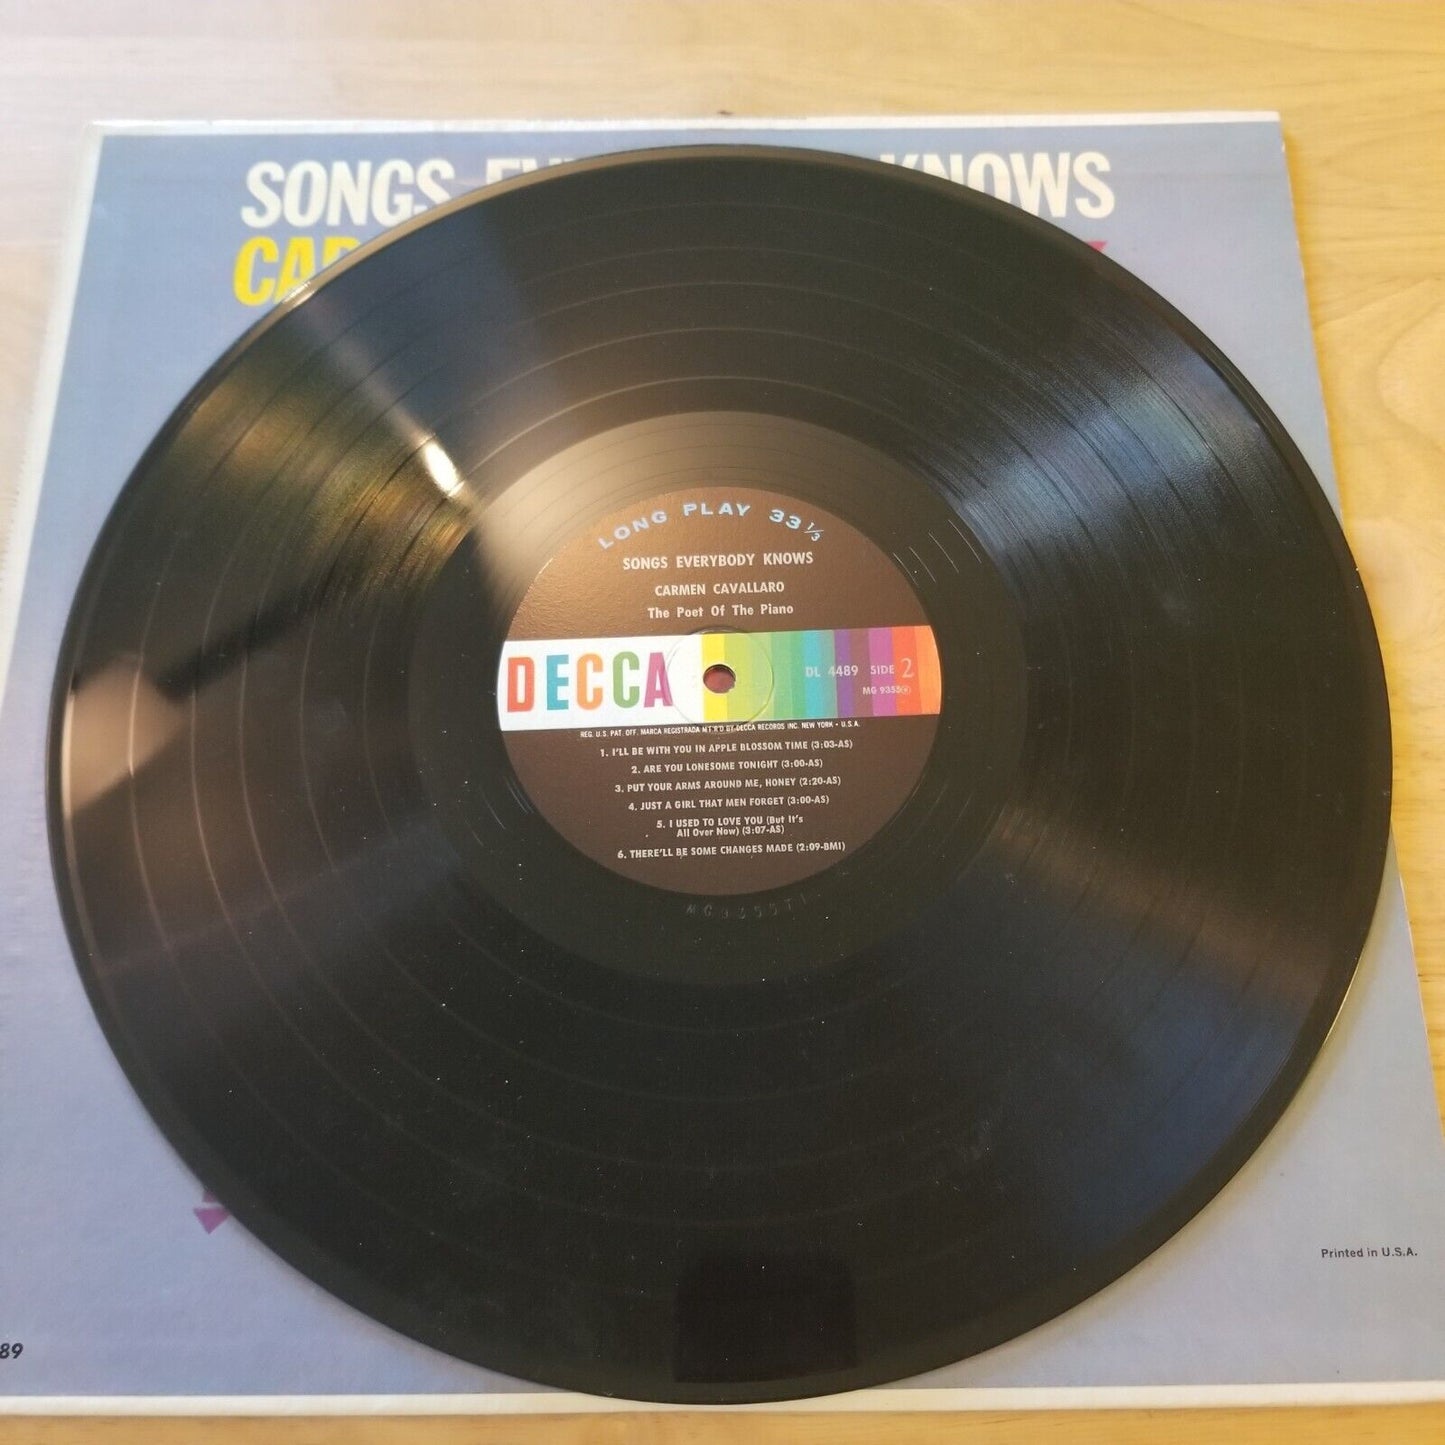 SONGS KNOWS
LONG PLAY 33 1/3
SONGS EVERYBODY KNOWS
CARMEN CAVALLARO
The Poet Of The Piano
DECCA DL 4489 SIDE 2
MG 9355
REG. U.S. PAT. OFF. MARCA REGISTRADA MF'R'D BY DECCA RECORDS INC. NEW YORK • U.S.A.
1. I'LL BE WITH YOU IN APPLE BLOSSOM TIME (3:03-AS)
2. ARE YOU LONESOME TONIGHT (3:00-AS)
3. PUT YOUR ARMS AROUND ME, HONEY (2:20-AS)
4. JUST A GIRL THAT MEN FORGET (3:00-AS)
5. I USED TO LOVE YOU (But It's
All Over Now) (3:07-AS)
6. THERE'LL BE SOME CHANGES MADE (2:09-BMI)
Printed in U.S.A.
89